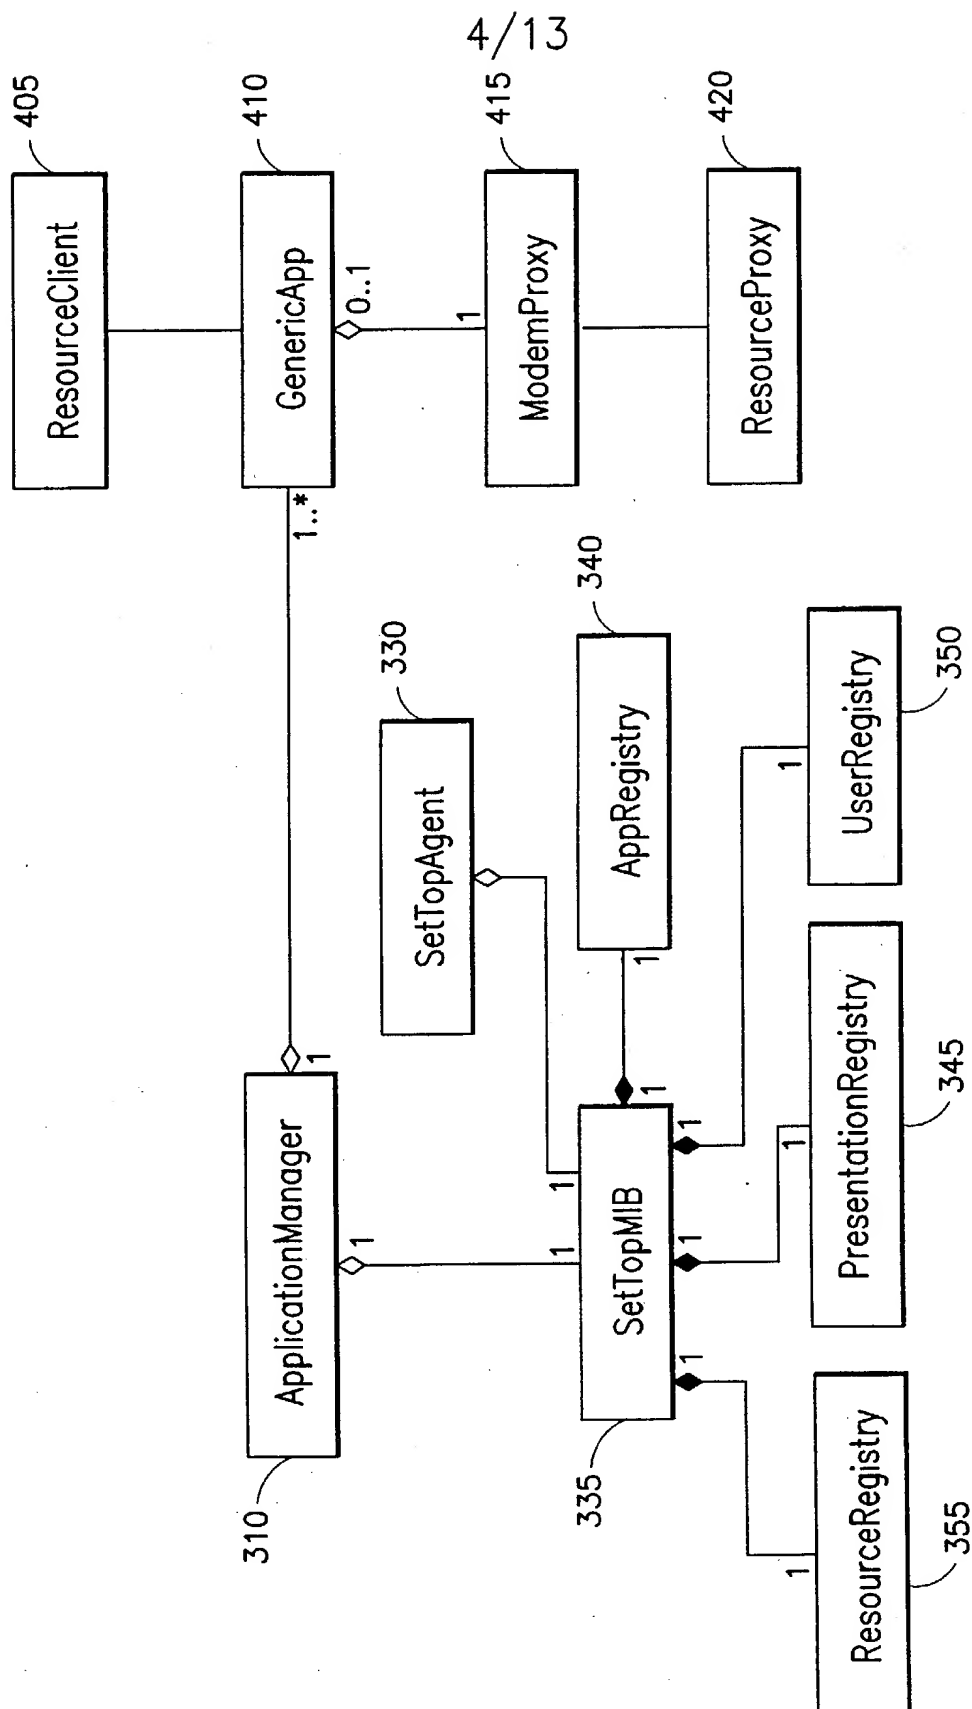 4/13
405
ResourceClient
410
GenericApp
0..1
1..*
1
415
ModemProxy
420
ResourceProxy
310
ApplicationManager
1
1
330
SetTopAgent
340
AppRegistry
1
335
SetTopMIB
1
1
1
1
1
1
350
UserRegistry
1
345
PresentationRegistry
1
355
ResourceRegistry
1